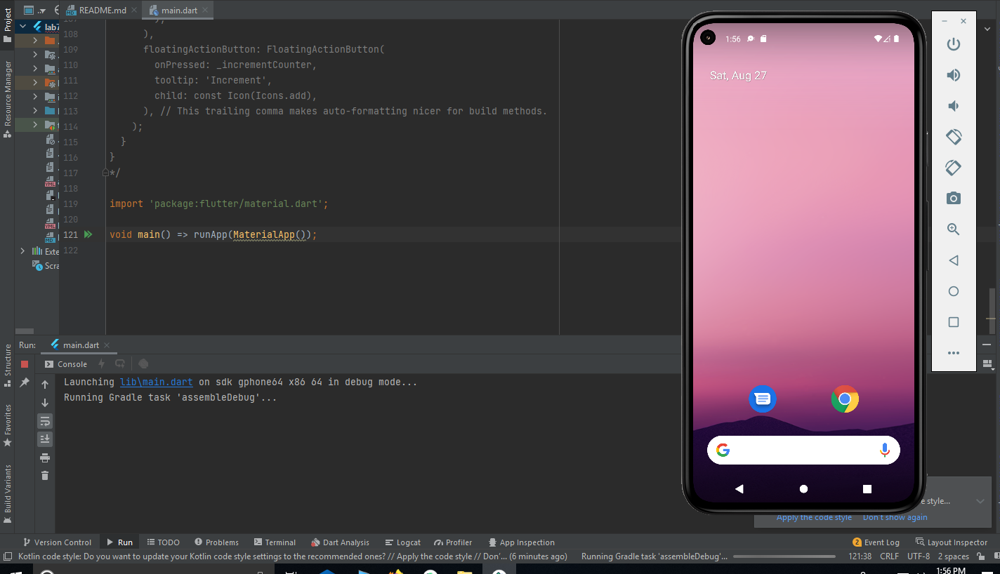 Project
Resource Manager
Structure
Favorites
Build Variants
README.md
main.dart
lab7
Exte
Scra
107 );
108 ),
109 floatingActionButton: FloatingActionButton(
110 onPressed: _incrementCounter,
111 tooltip: 'Increment',
112 child: const Icon(Icons.add),
113 ), // This trailing comma makes auto-formatting nicer for build methods.
114 );
115 }
116 }
117 */
118
119 import 'package:flutter/material.dart';
120
121 void main() => runApp(MaterialApp());
122
1:56
Sat, Aug 27
Run: main.dart
Console
Launching lib\main.dart on sdk gphone64 x86 64 in debug mode...
Running Gradle task 'assembleDebug'...
e style...
Apply the code style Don't show again
Version Control Run TODO Problems Terminal Dart Analysis Logcat Profiler App Inspection 2 Event Log Layout Inspector
Kotlin code style: Do you want to update your Kotlin code style settings to the recommended ones? // Apply the code style // Don'... (6 minutes ago) Running Gradle task 'assembleDebug'... 121:38 CRLF UTF-8 2 spaces
1:56 PM